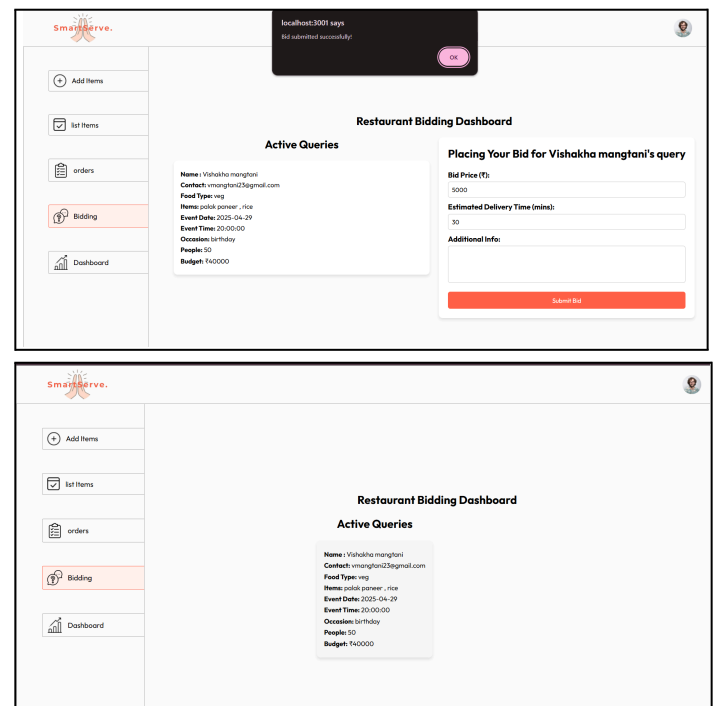 SmartServe.
localhost:3001 says
Bid submitted successfully!
OK
Add Items
list Items
orders
Bidding
Dashboard
Restaurant Bidding Dashboard
Active Queries
Name : Vishakha mangtani
Contact: vmangtani23@gmail.com
Food Type: veg
Items: palak paneer , rice
Event Date: 2025-04-29
Event Time: 20:00:00
Occasion: birthday
People: 50
Budget: ₹40000
Placing Your Bid for Vishakha mangtani's query
Bid Price (₹):
5000
Estimated Delivery Time (mins):
30
Additional Info:
Submit Bid
SmartServe.
Add Items
list Items
orders
Bidding
Dashboard
Restaurant Bidding Dashboard
Active Queries
Name : Vishakha mangtani
Contact: vmangtani23@gmail.com
Food Type: veg
Items: palak paneer , rice
Event Date: 2025-04-29
Event Time: 20:00:00
Occasion: birthday
People: 50
Budget: ₹40000